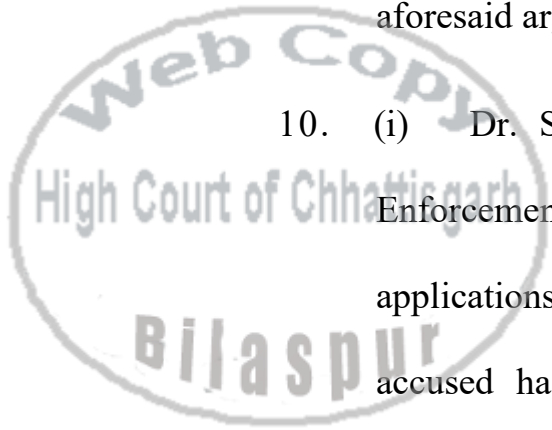 aforesaid ar
Web Copy
10. (i) Dr. S
High Court of Chhattisgarh
Enforcemen
applications
Bilaspur
accused ha